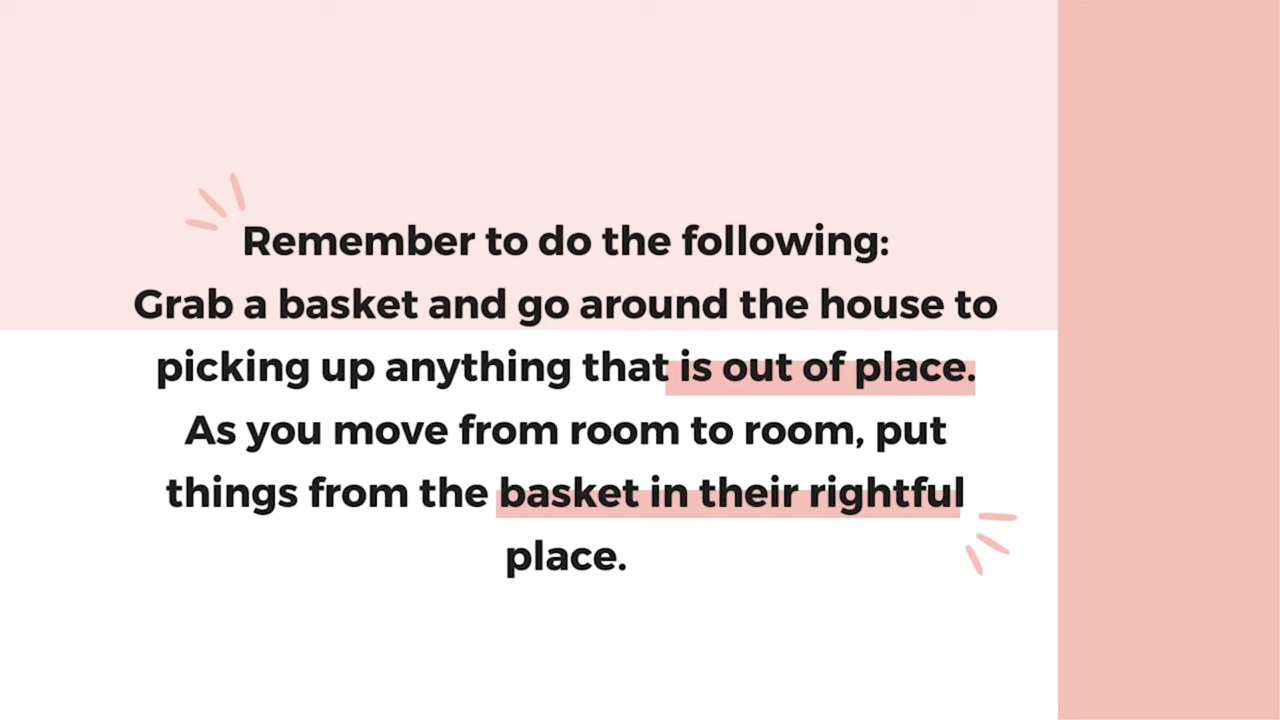 Remember to do the following:
Grab a basket and go around the house to
picking up anything that is out of place.
As you move from room to room, put
things from the basket in their rightful
place.